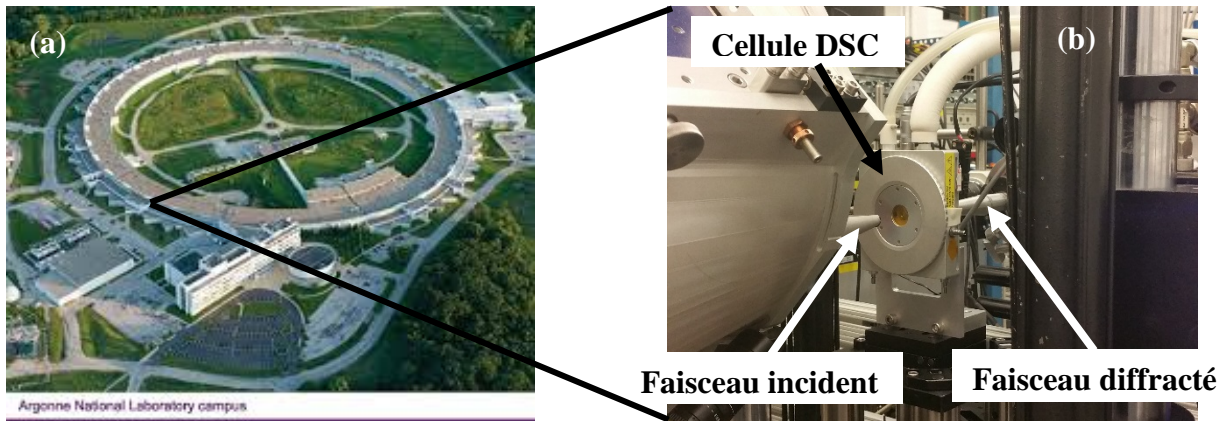 (a)
Cellule DSC
(b)
Faisceau incident
Faisceau diffracté
Argonne National Laboratory campus